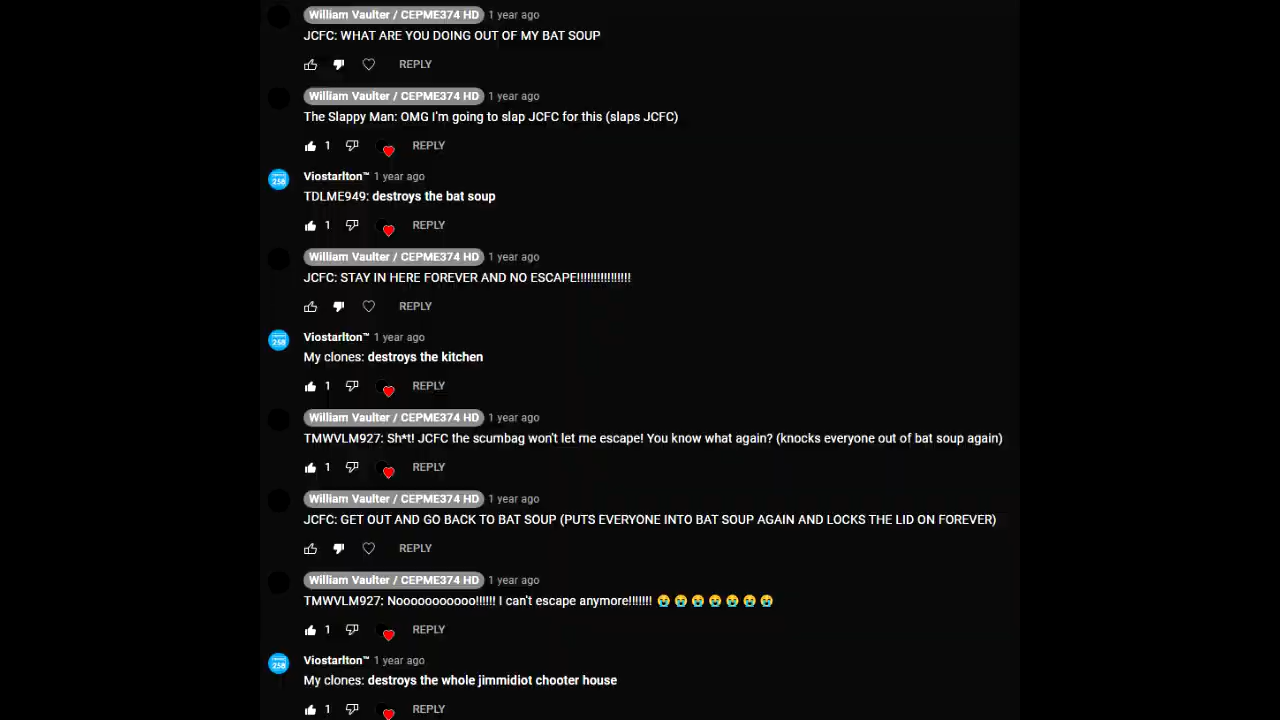 William Vaulter / CEPME374 HD 1 year ago
JCFC: WHAT ARE YOU DOING OUT OF MY BAT SOUP
REPLY
William Vaulter / CEPME374 HD 1 year ago
The Slappy Man: OMG I'm going to slap JCFC for this (slaps JCFC)
1 REPLY
258
Viostarlton™ 1 year ago
TDLME949: destroys the bat soup
1 REPLY
William Vaulter / CEPME374 HD 1 year ago
JCFC: STAY IN HERE FOREVER AND NO ESCAPE!!!!!!!!!!!!!!!!
REPLY
258
Viostarlton™ 1 year ago
My clones: destroys the kitchen
1 REPLY
William Vaulter / CEPME374 HD 1 year ago
TMWVLM927: Sh*t! JCFC the scumbag won't let me escape! You know what again? (knocks everyone out of bat soup again)
1 REPLY
William Vaulter / CEPME374 HD 1 year ago
JCFC: GET OUT AND GO BACK TO BAT SOUP (PUTS EVERYONE INTO BAT SOUP AGAIN AND LOCKS THE LID ON FOREVER)
REPLY
William Vaulter / CEPME374 HD 1 year ago
TMWVLM927: Nooooooooooo!!!!!! I can't escape anymore!!!!!!! 😭😭😭😭😭😭😭
1 REPLY
258
Viostarlton™ 1 year ago
My clones: destroys the whole jimmidiot chooter house
1 REPLY